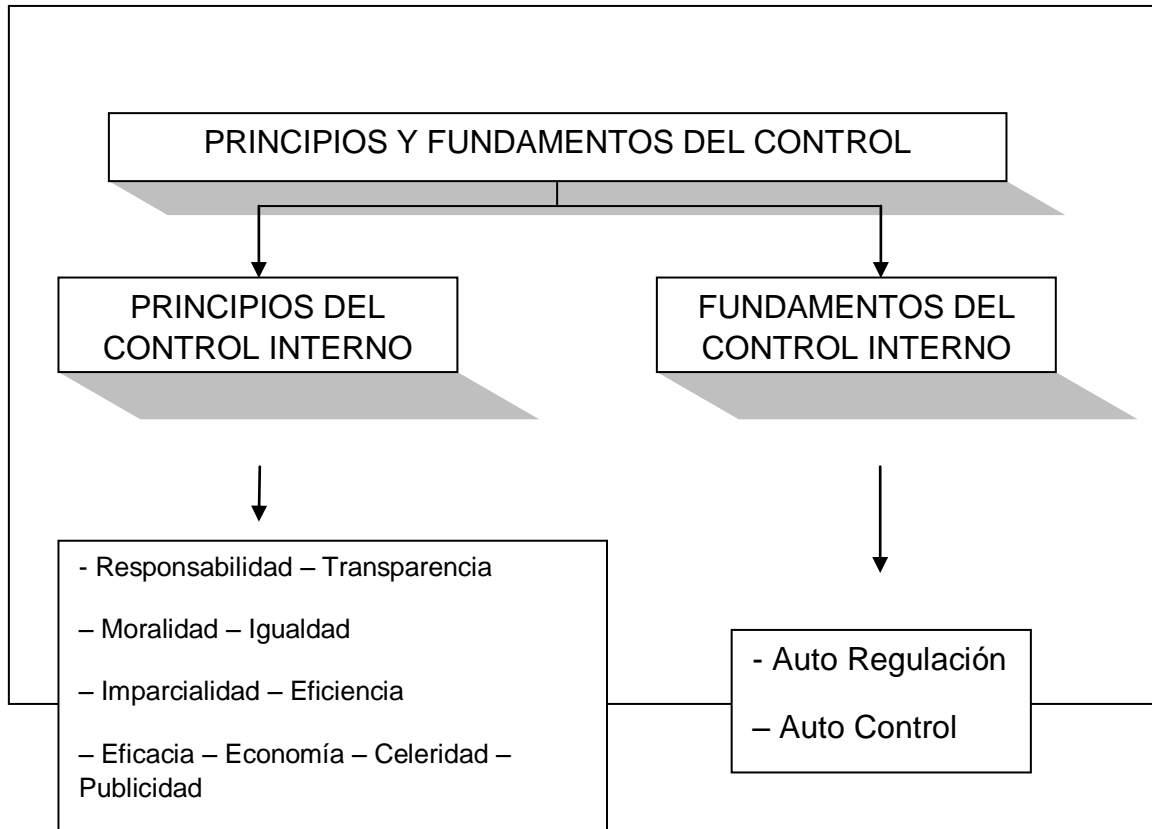 PRINCIPIOS Y FUNDAMENTOS DEL CONTROL
PRINCIPIOS DEL
CONTROL INTERNO
FUNDAMENTOS DEL
CONTROL INTERNO
- Responsabilidad – Transparencia
– Moralidad – Igualdad
– Imparcialidad – Eficiencia
– Eficacia – Economía – Celeridad –
Publicidad
- Auto Regulación
– Auto Control